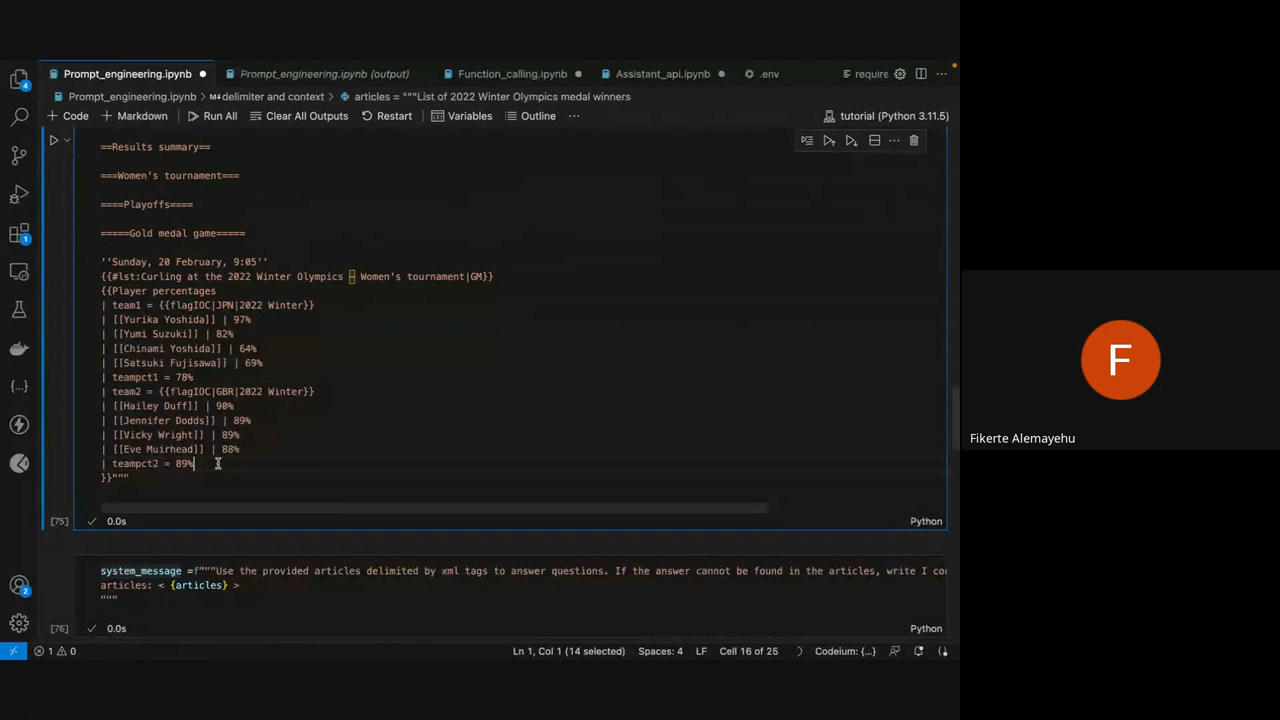 Prompt_engineering.ipynb
Prompt_engineering.ipynb (output)
Function_calling.ipynb
Assistant_api.ipynb
.env
require
Prompt_engineering.ipynb > delimiter and context > articles = """List of 2022 Winter Olympics medal winners
+ Code + Markdown Run All Clear All Outputs Restart Variables Outline ... tutorial (Python 3.11.5)
==Results summary==
===Women's tournament===
====Playoffs====
=====Gold medal game=====
''Sunday, 20 February, 9:05''
{{#lst:Curling at the 2022 Winter Olympics – Women's tournament|GM}}
{{Player percentages
| team1 = {{flagIOC|JPN|2022 Winter}}
| [[Yurika Yoshida]] | 97%
| [[Yumi Suzuki]] | 82%
| [[Chinami Yoshida]] | 64%
| [[Satsuki Fujisawa]] | 69%
| teampct1 = 78%
| team2 = {{flagIOC|GBR|2022 Winter}}
| [[Hailey Duff]] | 90%
| [[Jennifer Dodds]] | 89%
| [[Vicky Wright]] | 89%
| [[Eve Muirhead]] | 88%
| teampct2 = 89%
}}"""
[75] 0.0s Python
system_message =f"""Use the provided articles delimited by xml tags to answer questions. If the answer cannot be found in the articles, write I co
articles: < {articles} >
"""
[76] 0.0s Python
4
1
2
1 0 Ln 1, Col 1 (14 selected) Spaces: 4 LF Cell 16 of 25 Codeium: {...}
F
Fikerte Alemayehu